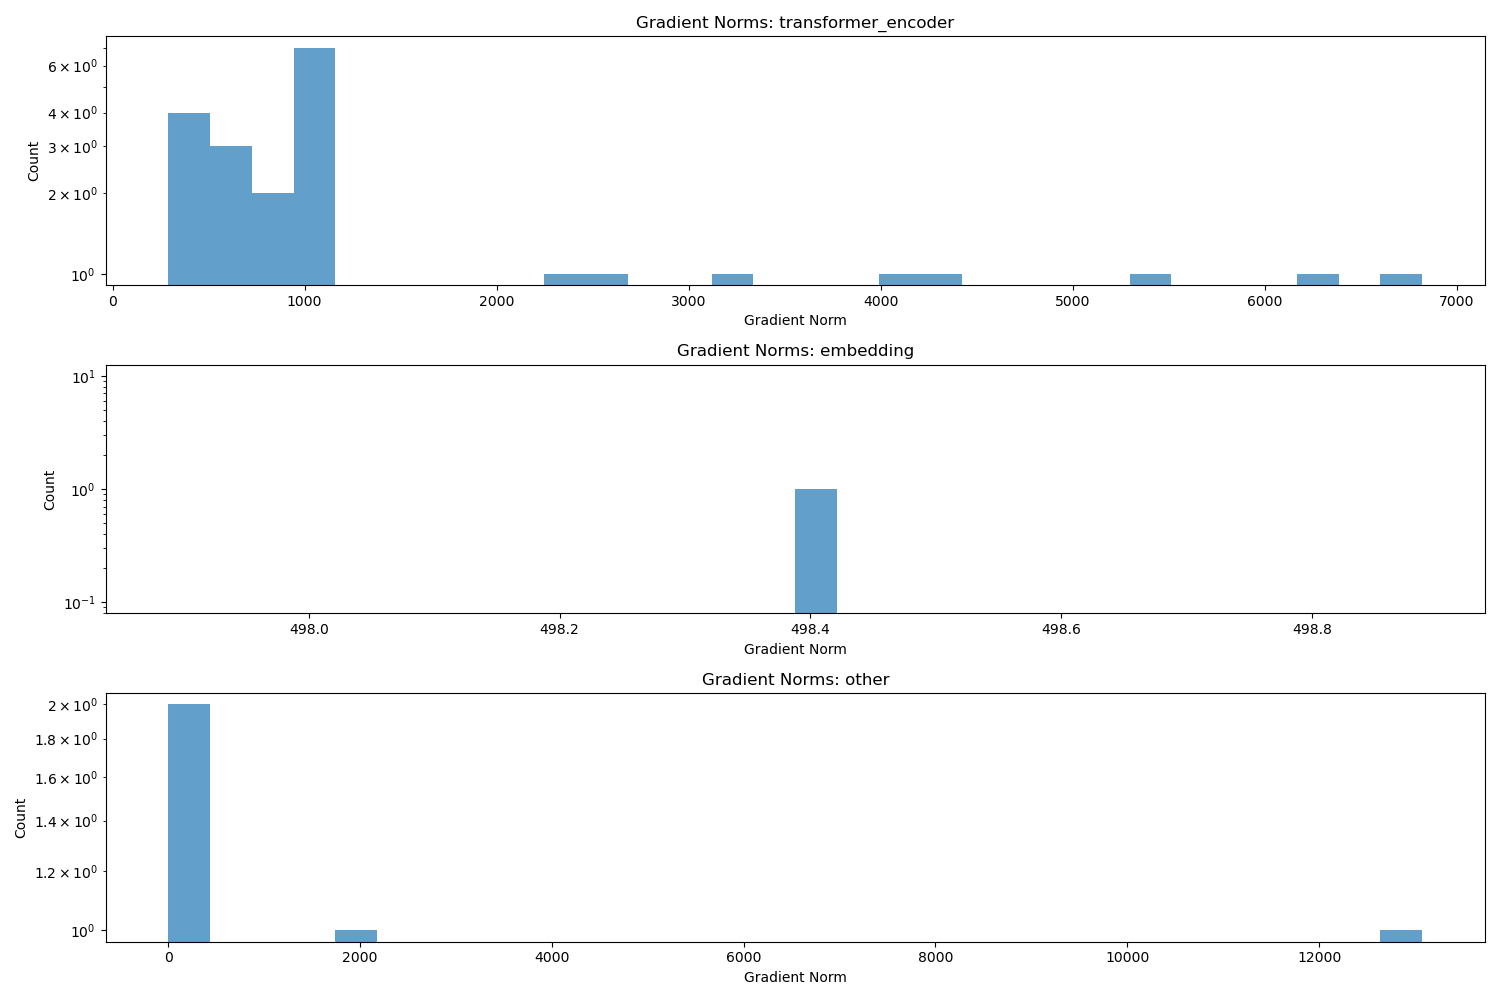 Gradient Norms: transformer_encoder
6 × 10⁰
4 × 10⁰
3 × 10⁰
2 × 10⁰
10⁰
Count
0 1000 2000 3000 4000 5000 6000 7000
Gradient Norm
Gradient Norms: embedding
10¹
10⁰
10⁻¹
Count
498.0 498.2 498.4 498.6 498.8
Gradient Norm
Gradient Norms: other
2 × 10⁰
1.8 × 10⁰
1.6 × 10⁰
1.4 × 10⁰
1.2 × 10⁰
10⁰
Count
0 2000 4000 6000 8000 10000 12000
Gradient Norm